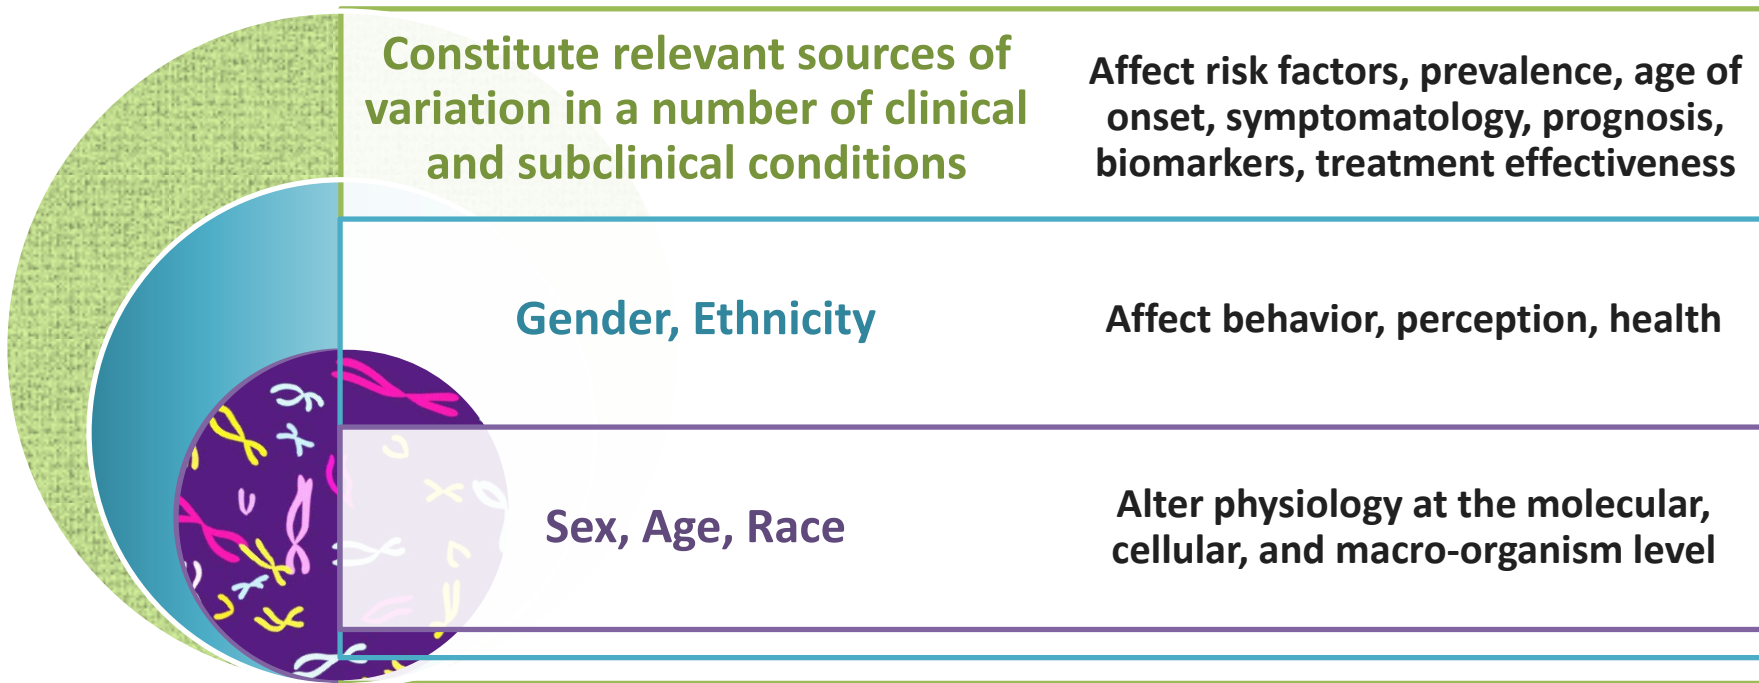 Constitute relevant sources of
variation in a number of clinical
and subclinical conditions
Affect risk factors, prevalence, age of
onset, symptomatology, prognosis,
biomarkers, treatment effectiveness
Gender, Ethnicity
Affect behavior, perception, health
Sex, Age, Race
Alter physiology at the molecular,
cellular, and macro-organism level